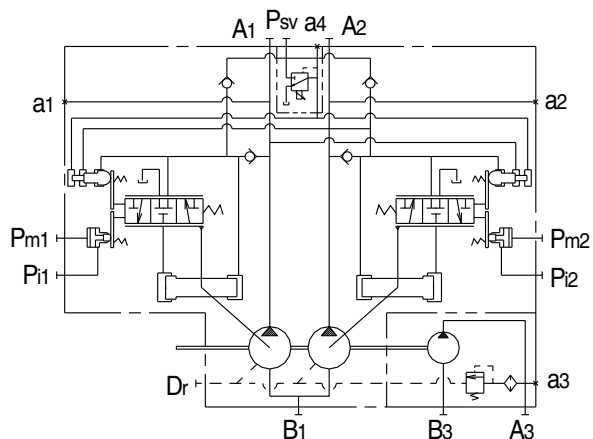 A1 Psv a4 A2
a1 a2
Pm1 Pm2
Pi1 Pi2
Dr a3
B1 B3 A3